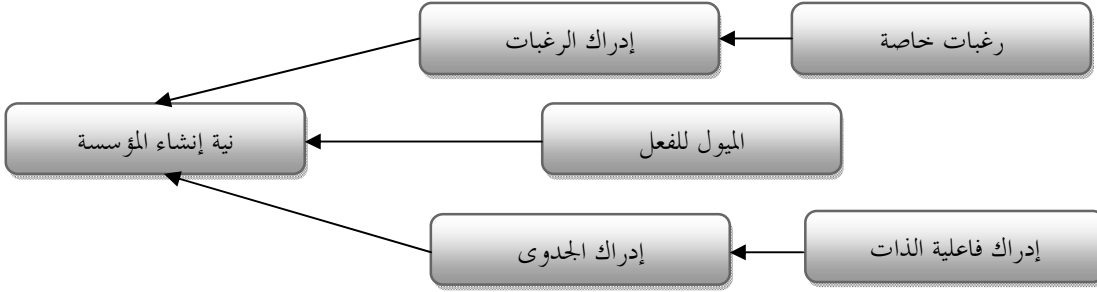 رغبات خاصة
إدراك الرغبات
الميول للفعل
نية إنشاء المؤسسة
إدراك فاعلية الذات
إدراك الجدوى